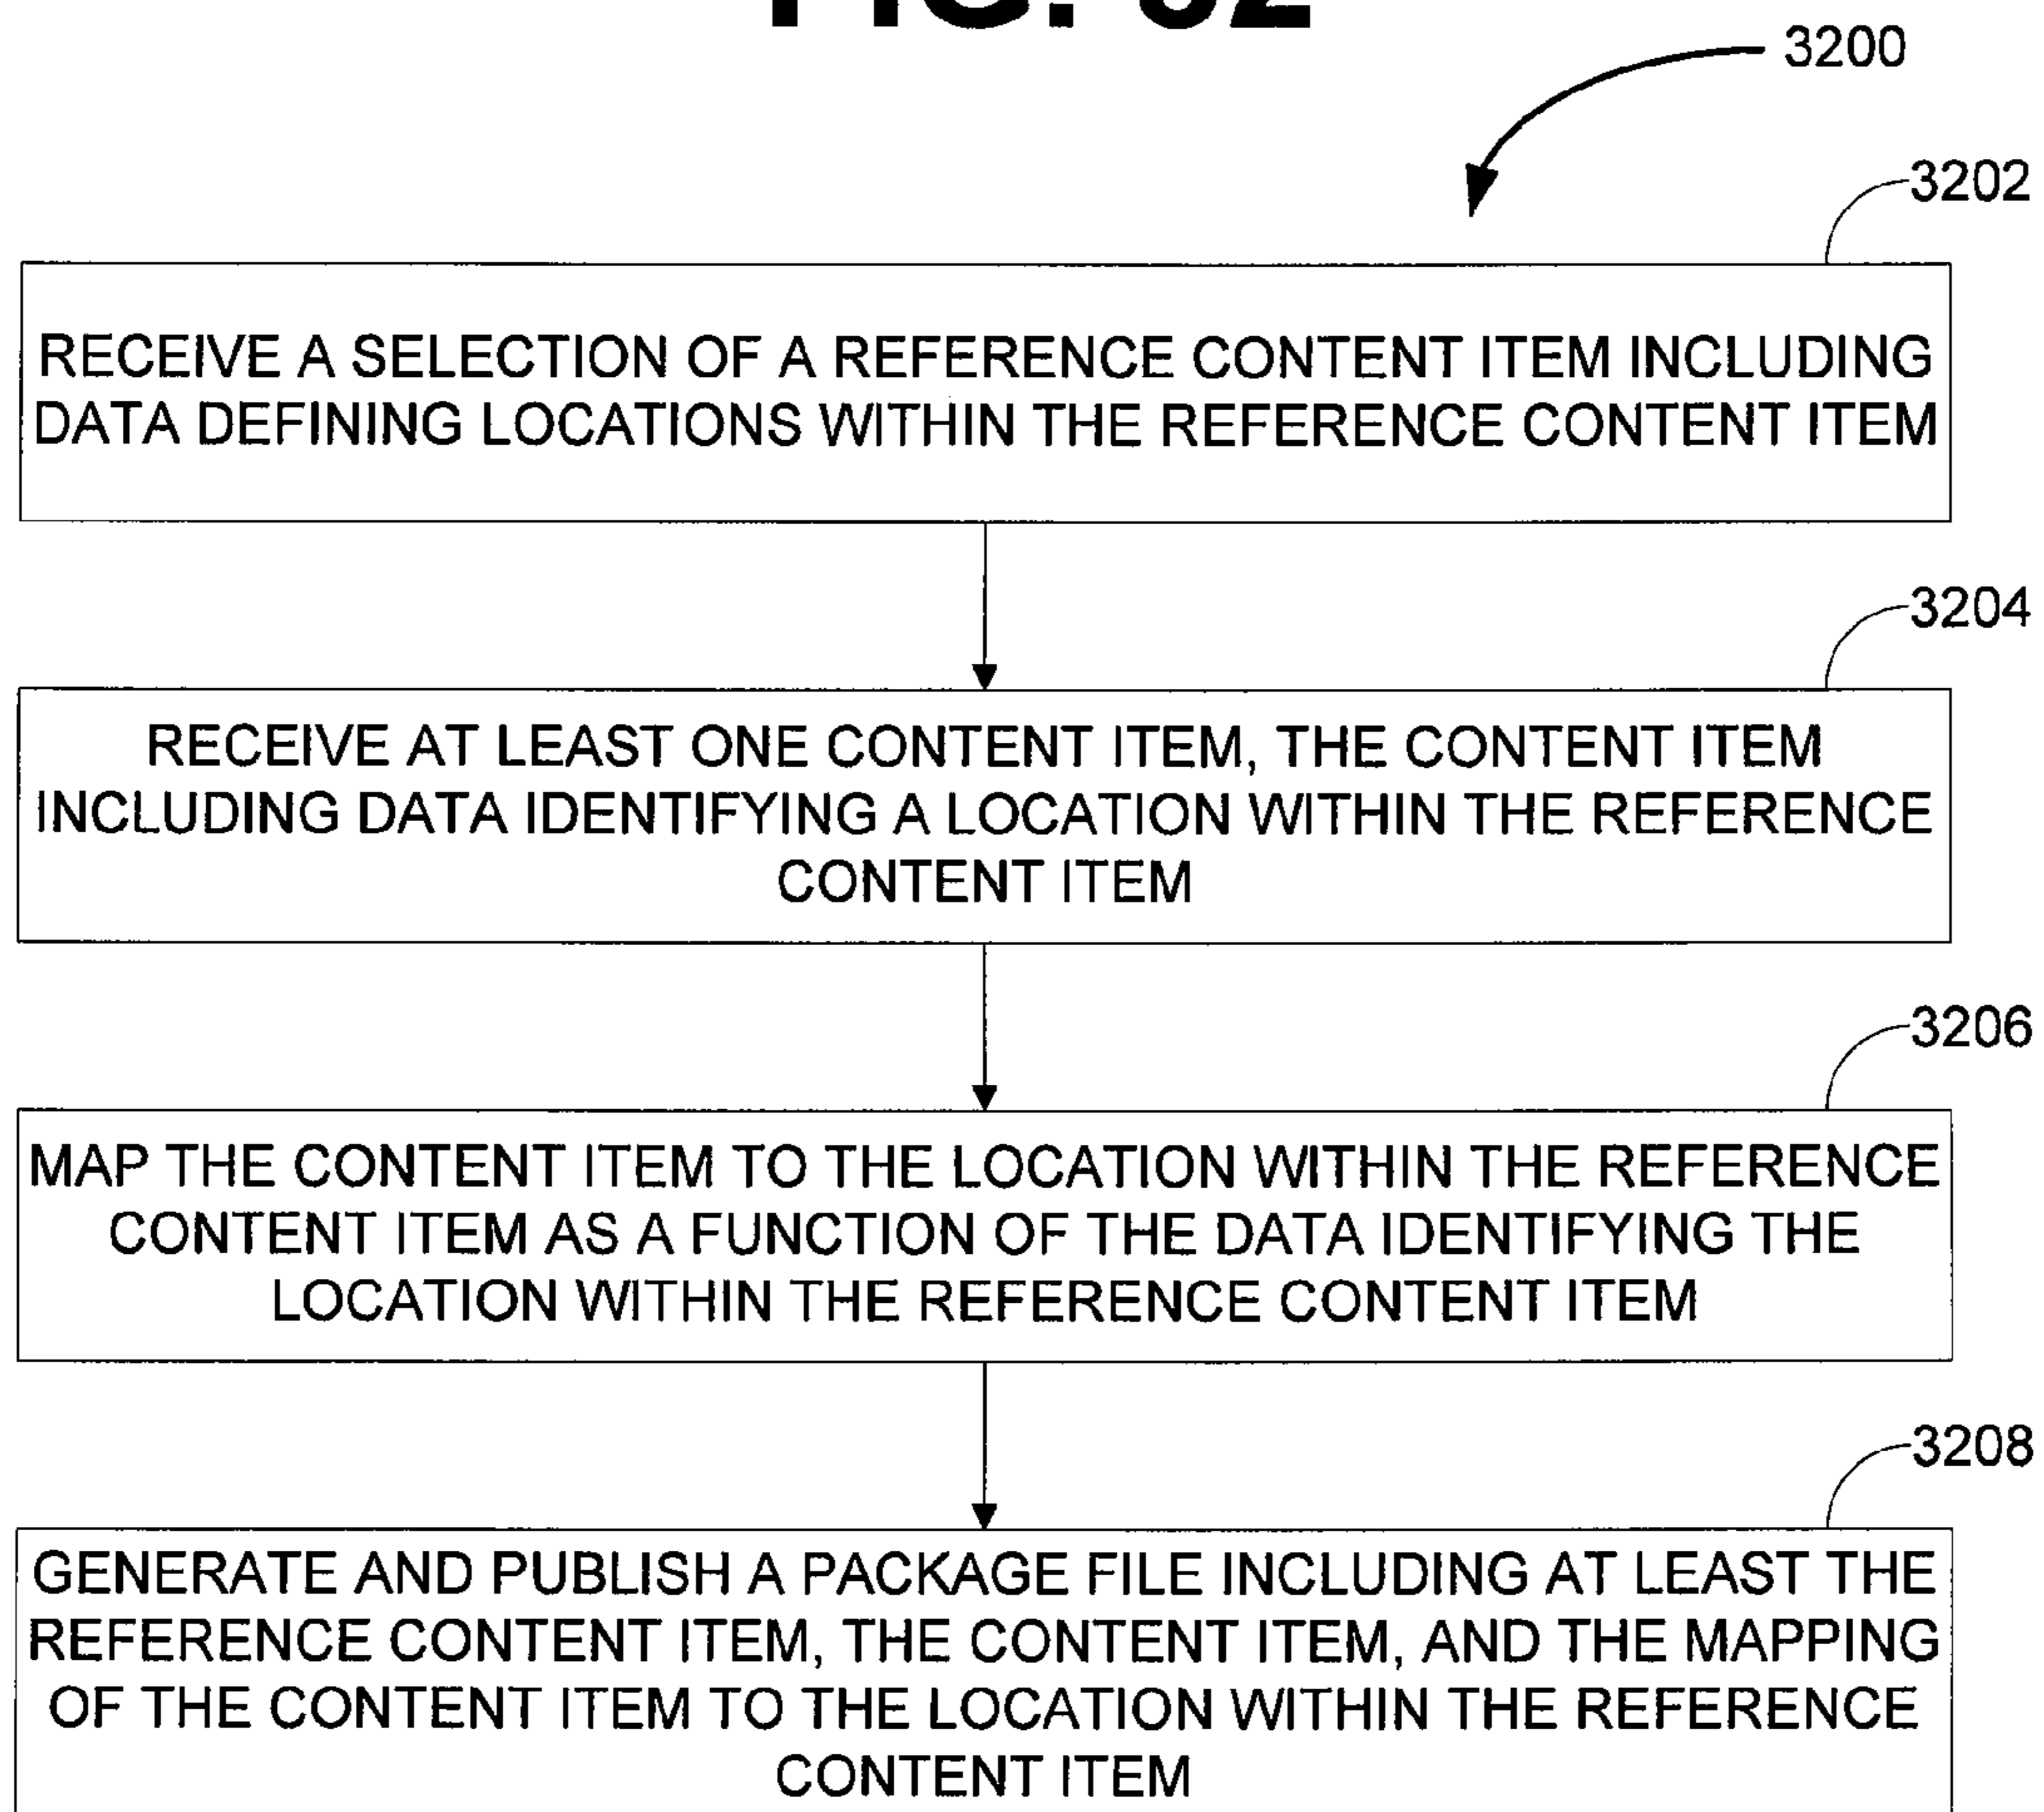 FIG. 32
3200
3202
RECEIVE A SELECTION OF A REFERENCE CONTENT ITEM INCLUDING
DATA DEFINING LOCATIONS WITHIN THE REFERENCE CONTENT ITEM
3204
RECEIVE AT LEAST ONE CONTENT ITEM, THE CONTENT ITEM
INCLUDING DATA IDENTIFYING A LOCATION WITHIN THE REFERENCE
CONTENT ITEM
3206
MAP THE CONTENT ITEM TO THE LOCATION WITHIN THE REFERENCE
CONTENT ITEM AS A FUNCTION OF THE DATA IDENTIFYING THE
LOCATION WITHIN THE REFERENCE CONTENT ITEM
3208
GENERATE AND PUBLISH A PACKAGE FILE INCLUDING AT LEAST THE
REFERENCE CONTENT ITEM, THE CONTENT ITEM, AND THE MAPPING
OF THE CONTENT ITEM TO THE LOCATION WITHIN THE REFERENCE
CONTENT ITEM